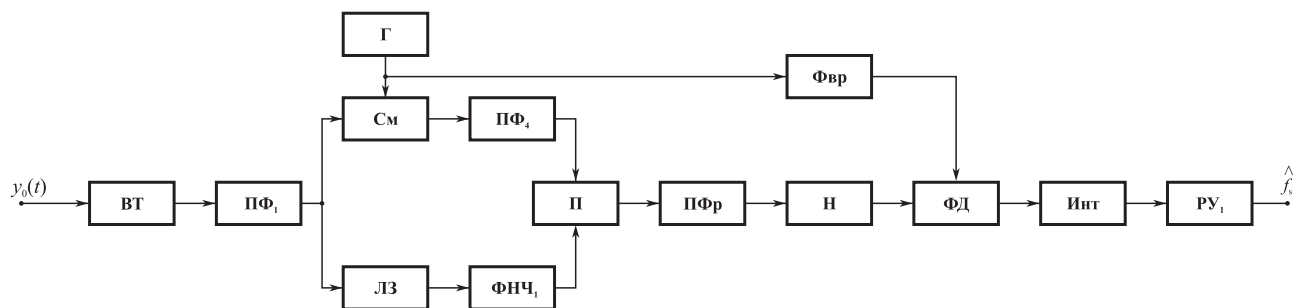 Г
Фвр
См
ПФ₄
y₀(t)
ВТ
ПФ₁
П
ПФр
Н
ФД
Инт
РУ₁
f̂ₛ
ЛЗ
ФНЧ₁